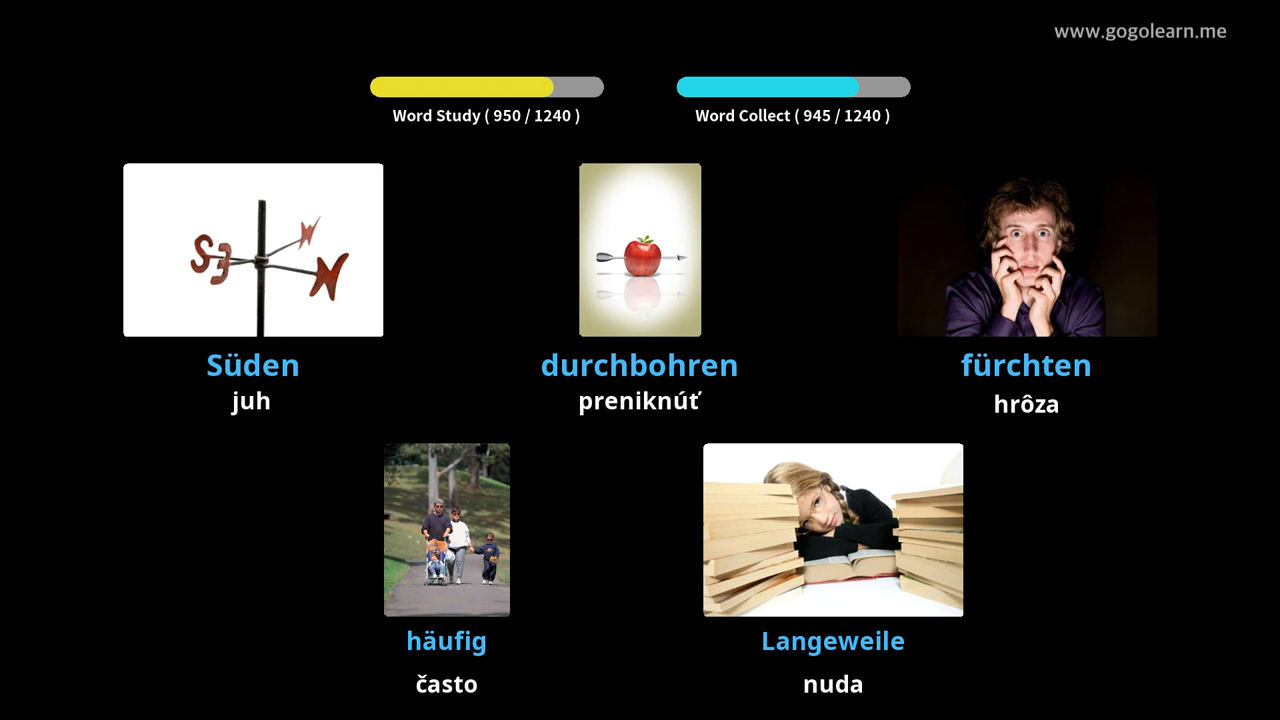 www.gogolearn.me
Word Study ( 950 / 1240 )
Word Collect ( 945 / 1240 )
S E N W
Süden
durchbohren
fürchten
juh
preniknúť
hrôza
häufig
Langeweile
často
nuda